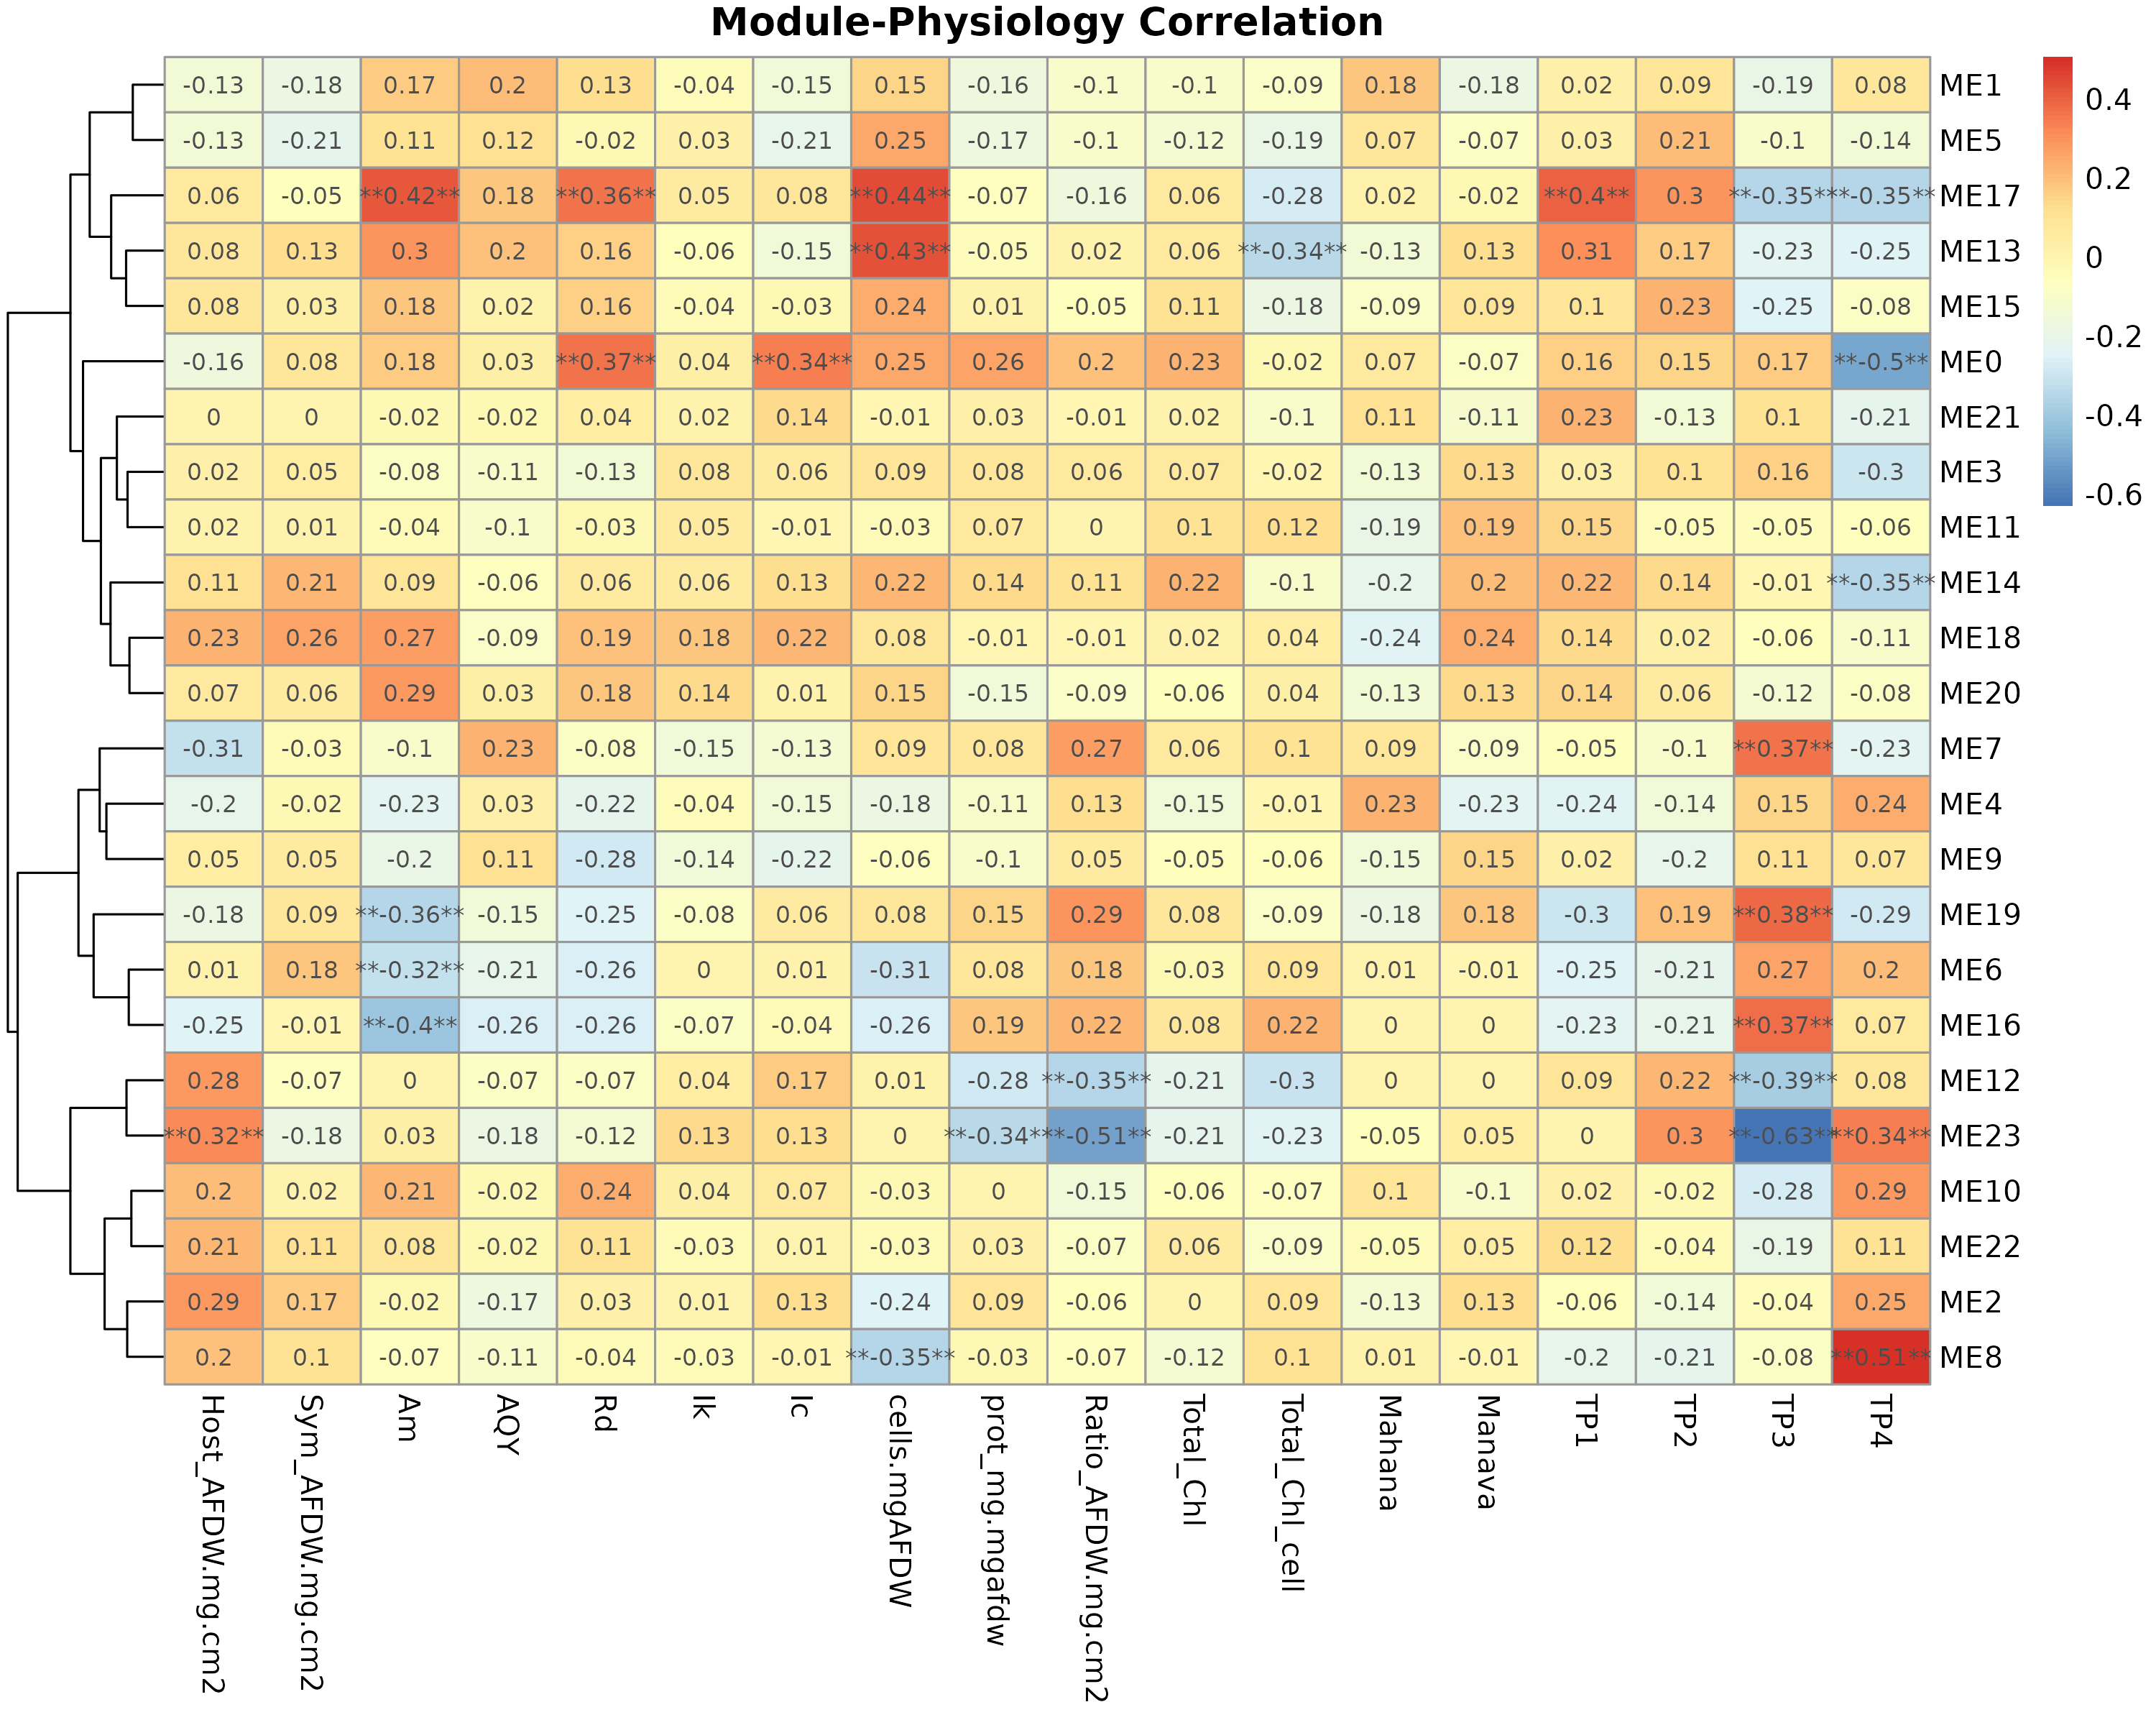 Module-Physiology Correlation
-0.13 -0.18 0.17 0.2 0.13 -0.04 -0.15 0.15 -0.16 -0.1 -0.1 -0.09 0.18 -0.18 0.02 0.09 -0.19 0.08 ME1
-0.13 -0.21 0.11 0.12 -0.02 0.03 -0.21 0.25 -0.17 -0.1 -0.12 -0.19 0.07 -0.07 0.03 0.21 -0.1 -0.14 ME5
0.06 -0.05 **0.42** 0.18 **0.36** 0.05 0.08 **0.44** -0.07 -0.16 0.06 -0.28 0.02 -0.02 **0.4** 0.3 **-0.35** **-0.35** ME17
0.08 0.13 0.3 0.2 0.16 -0.06 -0.15 **0.43** -0.05 0.02 0.06 **-0.34** -0.13 0.13 0.31 0.17 -0.23 -0.25 ME13
0.08 0.03 0.18 0.02 0.16 -0.04 -0.03 0.24 0.01 -0.05 0.11 -0.18 -0.09 0.09 0.1 0.23 -0.25 -0.08 ME15
-0.16 0.08 0.18 0.03 **0.37** 0.04 **0.34** 0.25 0.26 0.2 0.23 -0.02 0.07 -0.07 0.16 0.15 0.17 **-0.5** ME0
0 0 -0.02 -0.02 0.04 0.02 0.14 -0.01 0.03 -0.01 0.02 -0.1 0.11 -0.11 0.23 -0.13 0.1 -0.21 ME21
0.02 0.05 -0.08 -0.11 -0.13 0.08 0.06 0.09 0.08 0.06 0.07 -0.02 -0.13 0.13 0.03 0.1 0.16 -0.3 ME3
0.02 0.01 -0.04 -0.1 -0.03 0.05 -0.01 -0.03 0.07 0 0.1 0.12 -0.19 0.19 0.15 -0.05 -0.05 -0.06 ME11
0.11 0.21 0.09 -0.06 0.06 0.06 0.13 0.22 0.14 0.11 0.22 -0.1 -0.2 0.2 0.22 0.14 -0.01 **-0.35** ME14
0.23 0.26 0.27 -0.09 0.19 0.18 0.22 0.08 -0.01 -0.01 0.02 0.04 -0.24 0.24 0.14 0.02 -0.06 -0.11 ME18
0.07 0.06 0.29 0.03 0.18 0.14 0.01 0.15 -0.15 -0.09 -0.06 0.04 -0.13 0.13 0.14 0.06 -0.12 -0.08 ME20
-0.31 -0.03 -0.1 0.23 -0.08 -0.15 -0.13 0.09 0.08 0.27 0.06 0.1 0.09 -0.09 -0.05 -0.1 **0.37** -0.23 ME7
-0.2 -0.02 -0.23 0.03 -0.22 -0.04 -0.15 -0.18 -0.11 0.13 -0.15 -0.01 0.23 -0.23 -0.24 -0.14 0.15 0.24 ME4
0.05 0.05 -0.2 0.11 -0.28 -0.14 -0.22 -0.06 -0.1 0.05 -0.05 -0.06 -0.15 0.15 0.02 -0.2 0.11 0.07 ME9
-0.18 0.09 **-0.36** -0.15 -0.25 -0.08 0.06 0.08 0.15 0.29 0.08 -0.09 -0.18 0.18 -0.3 0.19 **0.38** -0.29 ME19
0.01 0.18 **-0.32** -0.21 -0.26 0 0.01 -0.31 0.08 0.18 -0.03 0.09 0.01 -0.01 -0.25 -0.21 0.27 0.2 ME6
-0.25 -0.01 **-0.4** -0.26 -0.26 -0.07 -0.04 -0.26 0.19 0.22 0.08 0.22 0 0 -0.23 -0.21 **0.37** 0.07 ME16
0.28 -0.07 0 -0.07 -0.07 0.04 0.17 0.01 -0.28 **-0.35** -0.21 -0.3 0 0 0.09 0.22 **-0.39** 0.08 ME12
**0.32** -0.18 0.03 -0.18 -0.12 0.13 0.13 0 **-0.34** **-0.51** -0.21 -0.23 -0.05 0.05 0 0.3 **-0.63** **0.34** ME23
0.2 0.02 0.21 -0.02 0.24 0.04 0.07 -0.03 0 -0.15 -0.06 -0.07 0.1 -0.1 0.02 -0.02 -0.28 0.29 ME10
0.21 0.11 0.08 -0.02 0.11 -0.03 0.01 -0.03 0.03 -0.07 0.06 -0.09 -0.05 0.05 0.12 -0.04 -0.19 0.11 ME22
0.29 0.17 -0.02 -0.17 0.03 0.01 0.13 -0.24 0.09 -0.06 0 0.09 -0.13 0.13 -0.06 -0.14 -0.04 0.25 ME2
0.2 0.1 -0.07 -0.11 -0.04 -0.03 -0.01 **-0.35** -0.03 -0.07 -0.12 0.1 0.01 -0.01 -0.2 -0.21 -0.08 **0.51** ME8
Host_AFDW.mg.cm2
Sym_AFDW.mg.cm2
Am
AQY
Rd
Ik
Ic
cells.mgAFDW
prot_mg.mgafdw
Ratio_AFDW.mg.cm2
Total_Chl
Total_Chl_cell
Mahana
Manava
TP1
TP2
TP3
TP4
0.4
0.2
0
-0.2
-0.4
-0.6